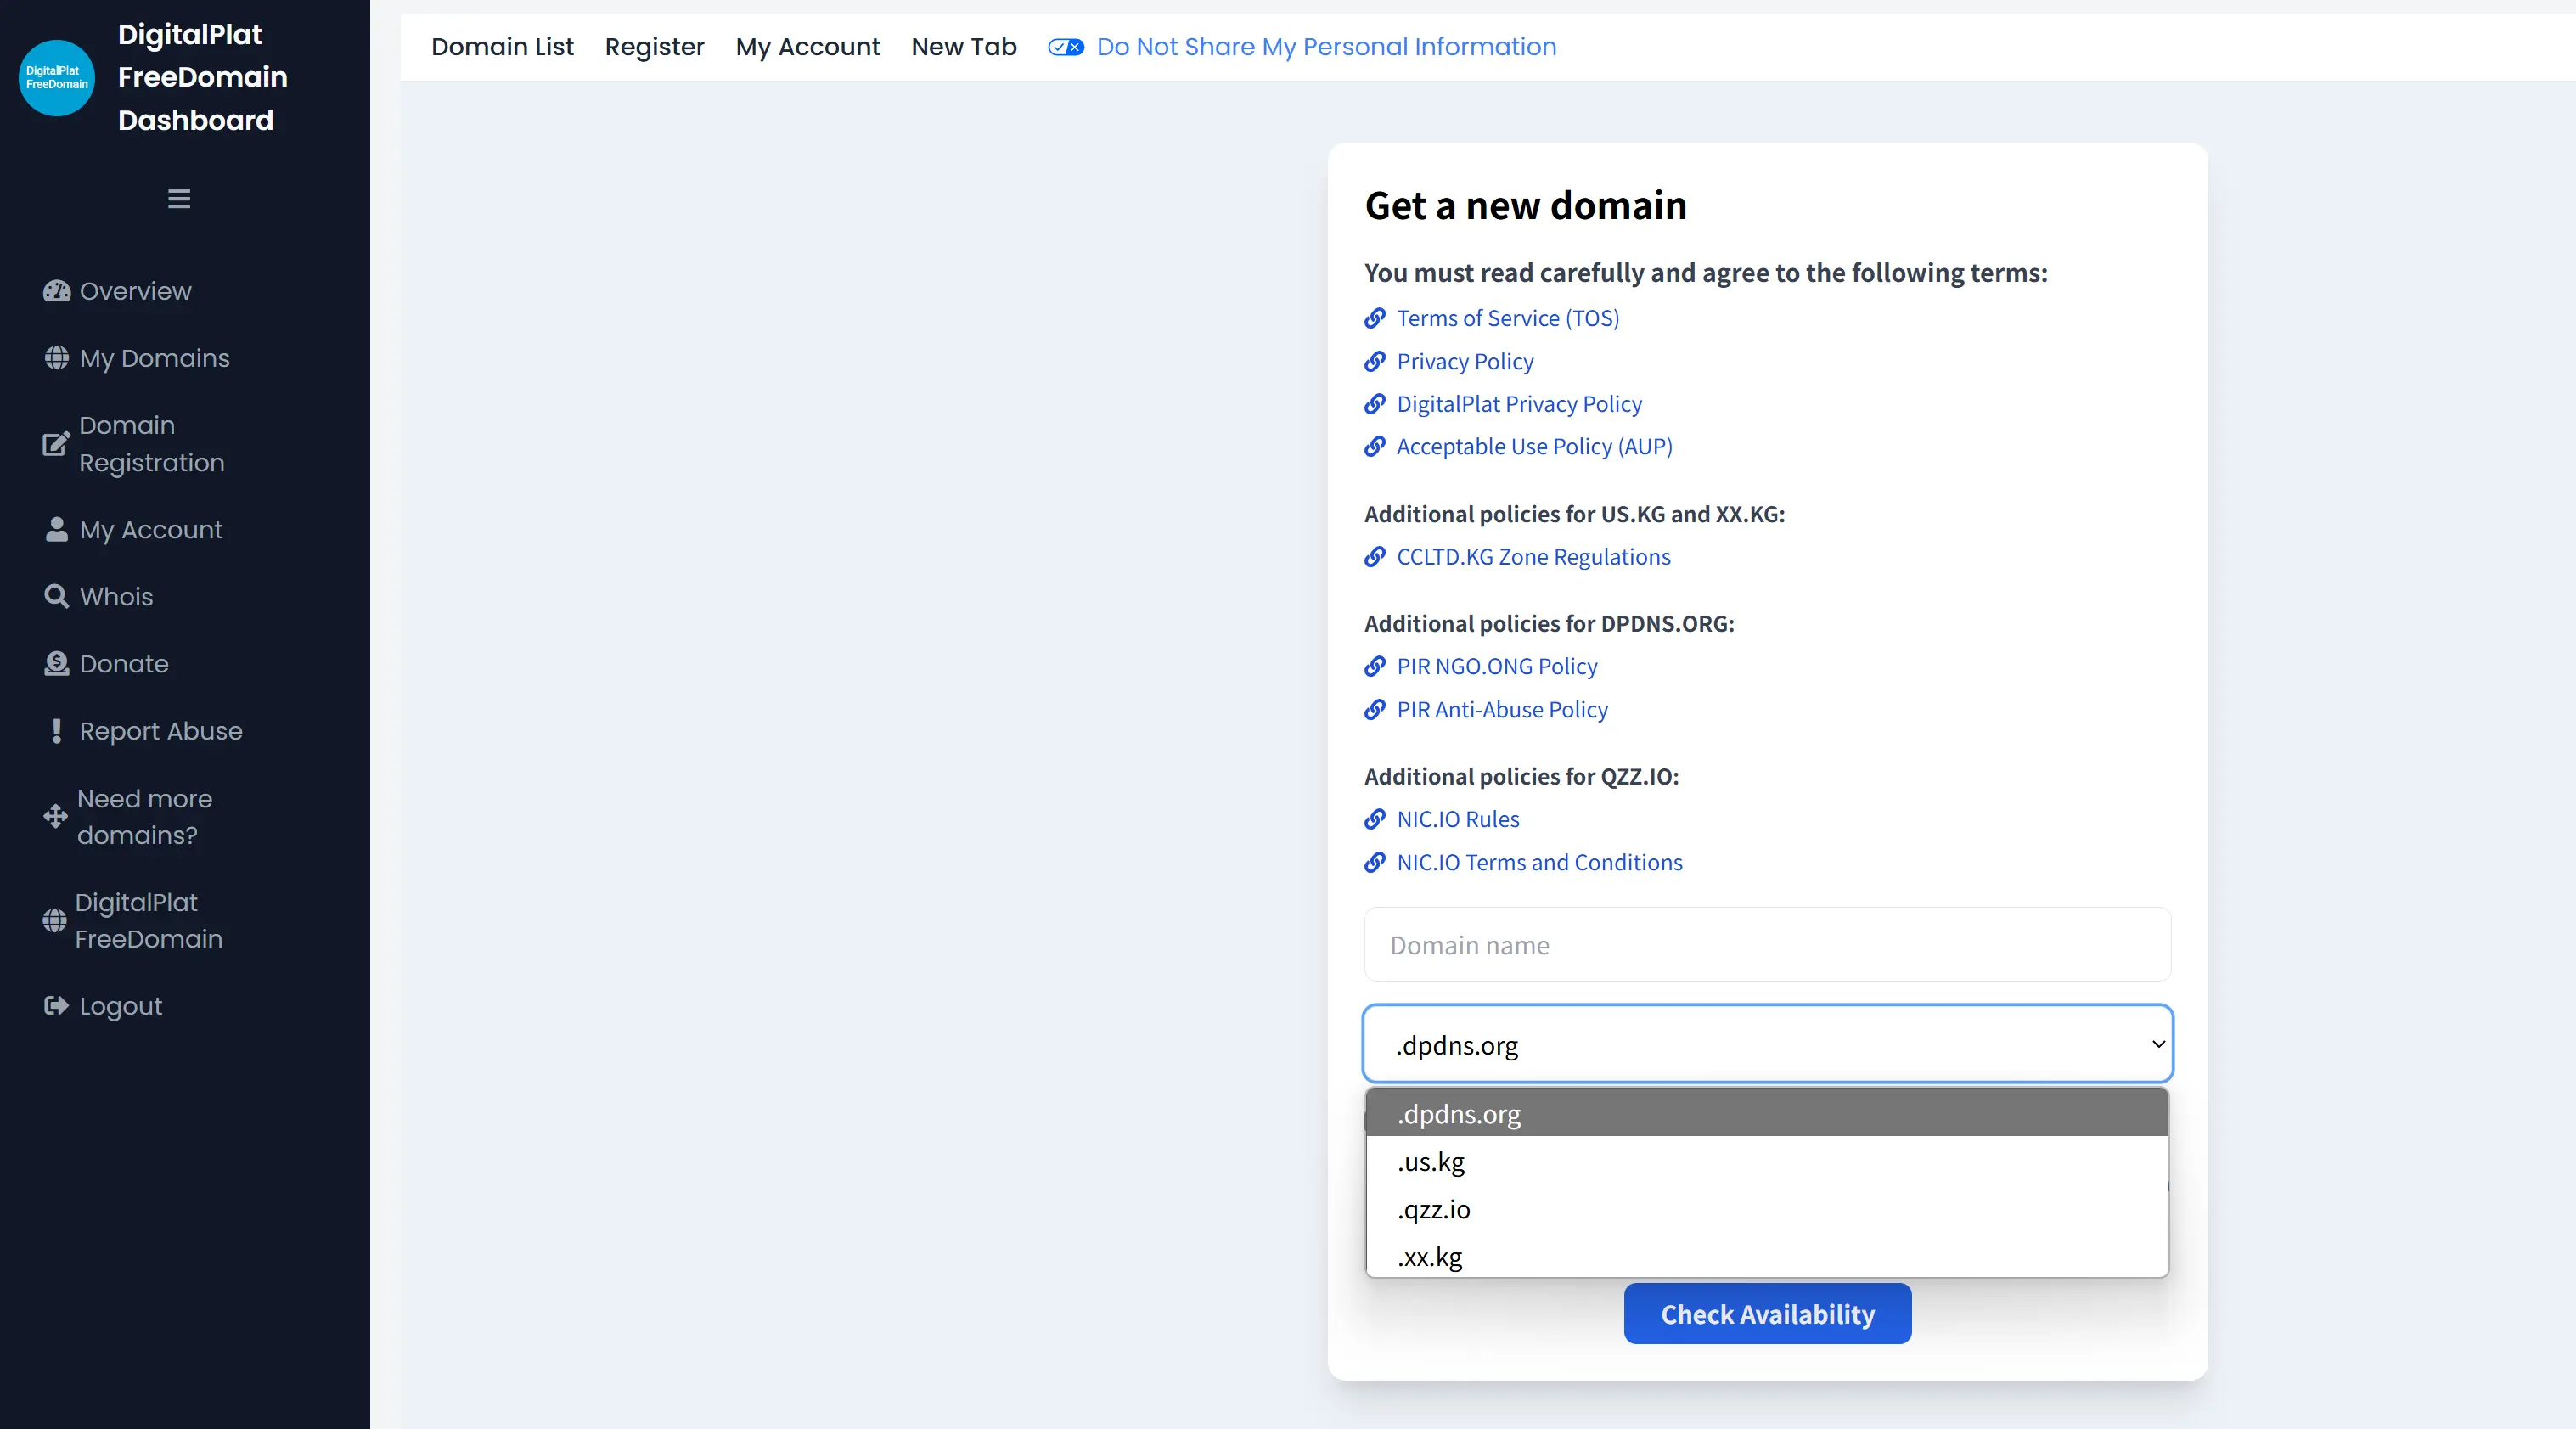 DigitalPlat
FreeDomain
DigitalPlat
FreeDomain
Dashboard
Overview
My Domains
Domain
Registration
My Account
Whois
Donate
Report Abuse
Need more
domains?
DigitalPlat
FreeDomain
Logout
Domain List Register My Account New Tab Do Not Share My Personal Information
Get a new domain
You must read carefully and agree to the following terms:
Terms of Service (TOS)
Privacy Policy
DigitalPlat Privacy Policy
Acceptable Use Policy (AUP)
Additional policies for US.KG and XX.KG:
CCLTD.KG Zone Regulations
Additional policies for DPDNS.ORG:
PIR NGO.ONG Policy
PIR Anti-Abuse Policy
Additional policies for QZZ.IO:
NIC.IO Rules
NIC.IO Terms and Conditions
Domain name
.dpdns.org
.dpdns.org
.us.kg
.qzz.io
.xx.kg
Check Availability